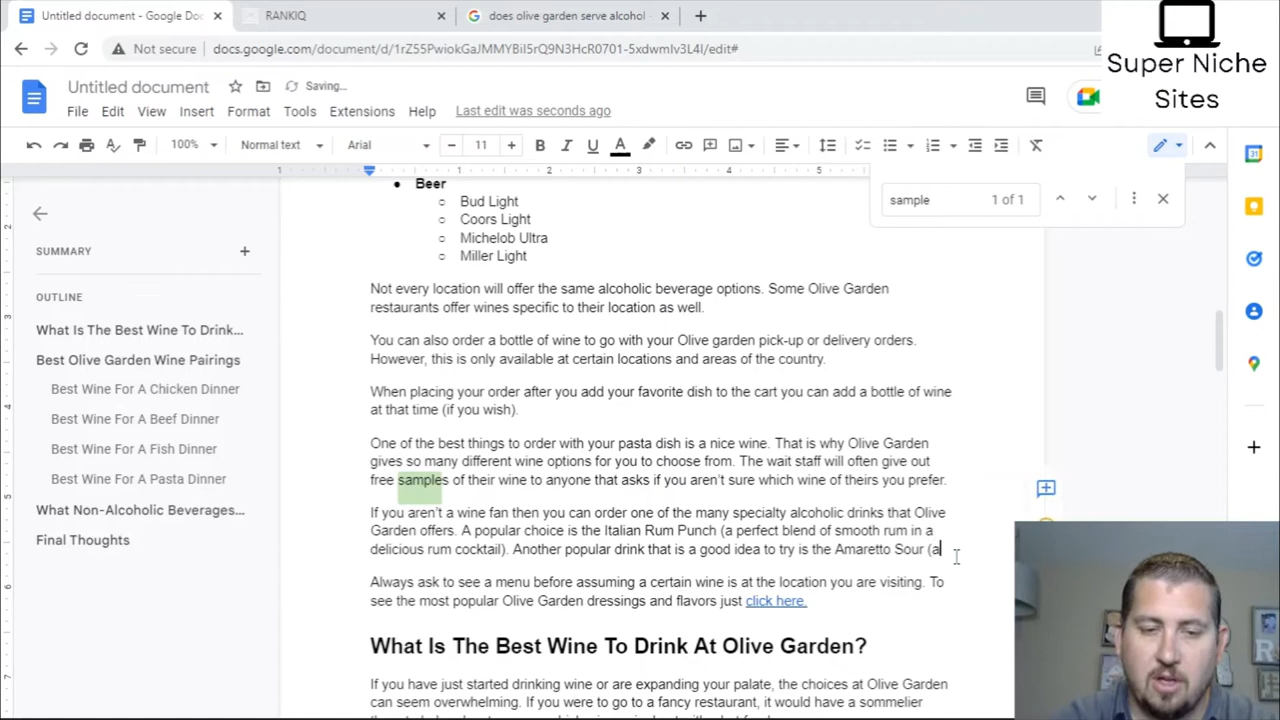 Untitled document - Google Doc
RANKIQ
does olive garden serve alcohol -
Not secure
docs.google.com/document/d/1rZ55PwiokGaJMMYBiI5rQ9N3HcR0701-5xdwmIv3L4I/edit#
Super Niche
Sites
Untitled document
Saving...
File Edit View Insert Format Tools Extensions Help Last edit was seconds ago
100% Normal text Arial 11
1 1 2 3 4 5
sample 1 of 1
SUMMARY
OUTLINE
What Is The Best Wine To Drink...
Best Olive Garden Wine Pairings
Best Wine For A Chicken Dinner
Best Wine For A Beef Dinner
Best Wine For A Fish Dinner
Best Wine For A Pasta Dinner
What Non-Alcoholic Beverages...
Final Thoughts
Beer
Bud Light
Coors Light
Michelob Ultra
Miller Light
Not every location will offer the same alcoholic beverage options. Some Olive Garden
restaurants offer wines specific to their location as well.
You can also order a bottle of wine to go with your Olive garden pick-up or delivery orders.
However, this is only available at certain locations and areas of the country.
When placing your order after you add your favorite dish to the cart you can add a bottle of wine
at that time (if you wish).
One of the best things to order with your pasta dish is a nice wine. That is why Olive Garden
gives so many different wine options for you to choose from. The wait staff will often give out
free samples of their wine to anyone that asks if you aren't sure which wine of theirs you prefer.
If you aren't a wine fan then you can order one of the many specialty alcoholic drinks that Olive
Garden offers. A popular choice is the Italian Rum Punch (a perfect blend of smooth rum in a
delicious rum cocktail). Another popular drink that is a good idea to try is the Amaretto Sour (a
Always ask to see a menu before assuming a certain wine is at the location you are visiting. To
see the most popular Olive Garden dressings and flavors just click here.
What Is The Best Wine To Drink At Olive Garden?
If you have just started drinking wine or are expanding your palate, the choices at Olive Garden
can seem overwhelming. If you were to go to a fancy restaurant, it would have a sommelier